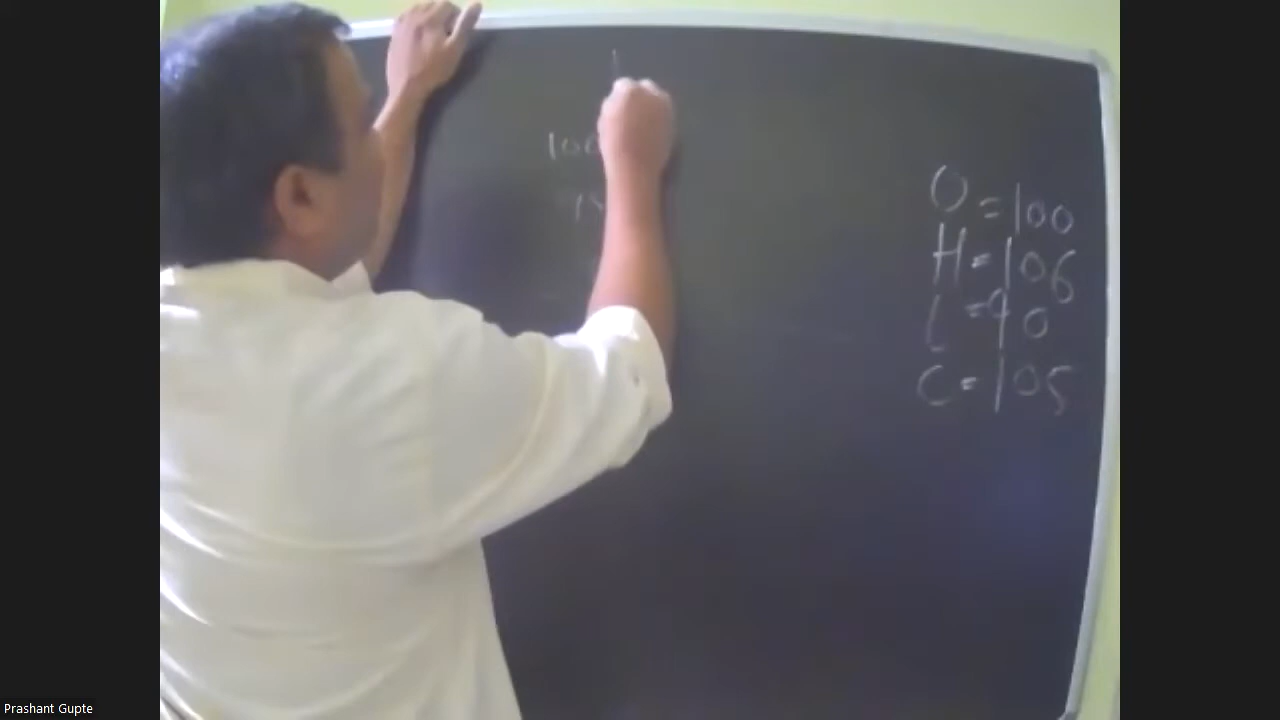 O = 100
H = 106
L = 90
C = 105
Prashant Gupte